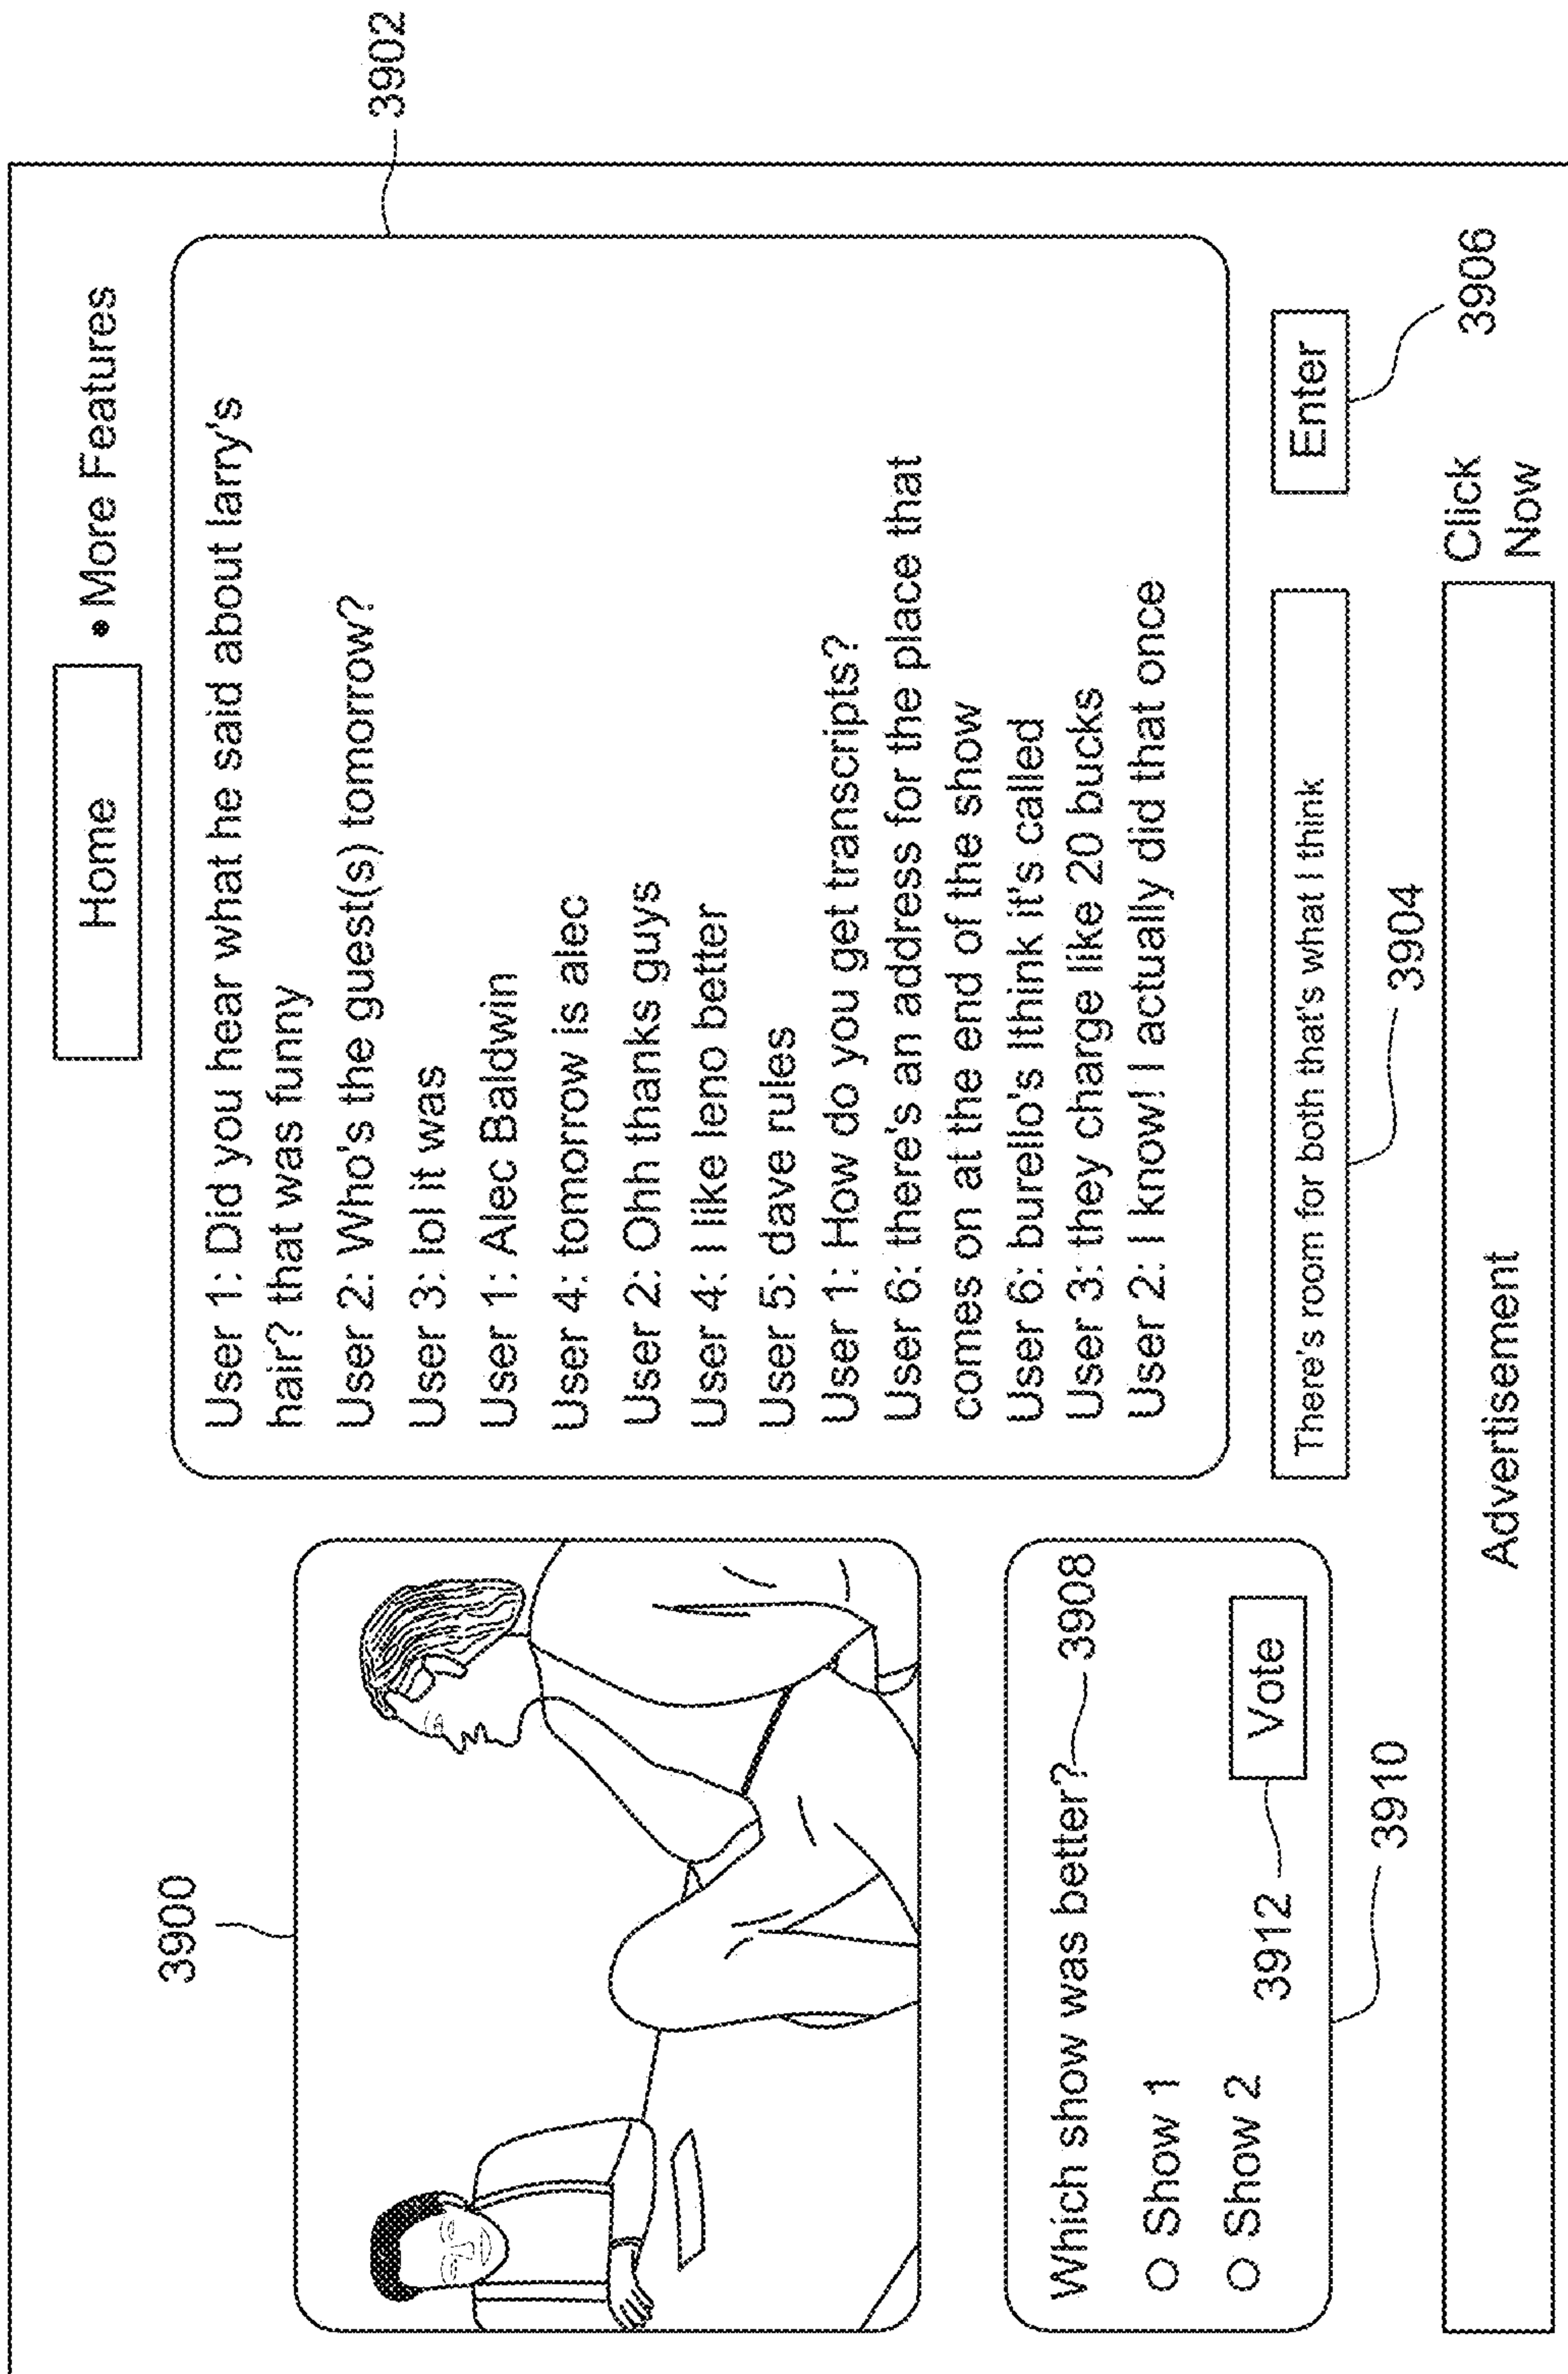 Home
• More Features
3900
3902
User 1: Did you hear what he said about larry's
hair? that was funny
User 2: Who's the guest(s) tomorrow?
User 3: lol it was
User 1: Alec Baldwin
User 4: tomorrow is alec
User 2: Ohh thanks guys
User 4: I like leno better
User 5: dave rules
User 1: How do you get transcripts?
User 6: there's an address for the place that
comes on at the end of the show
User 6: burello's Ithink it's called
User 3: they charge like 20 bucks
User 2: I know! I actually did that once
Which show was better?
3908
Show 1
Show 2
3912
Vote
3910
There's room for both that's what I think
3904
Enter
3906
Advertisement
Click
Now